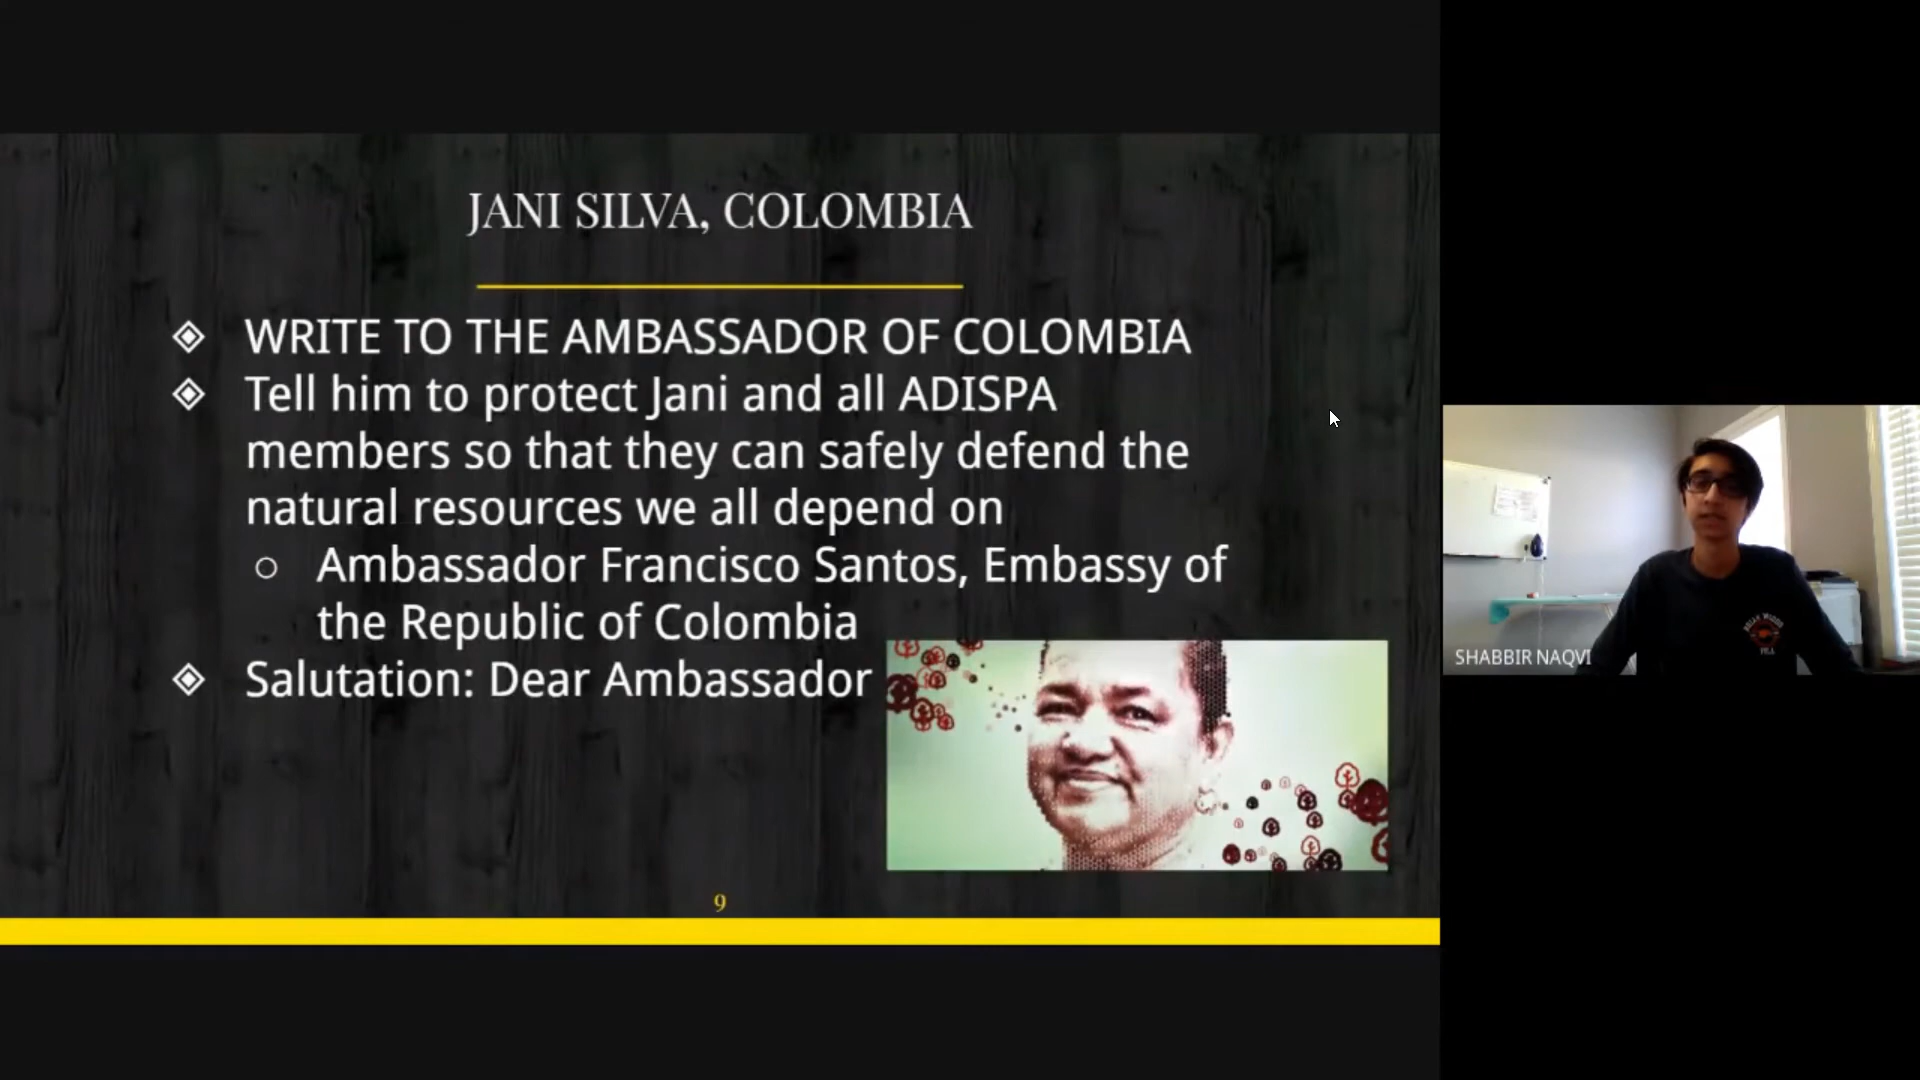 JANI SILVA, COLOMBIA
WRITE TO THE AMBASSADOR OF COLOMBIA
Tell him to protect Jani and all ADISPA
members so that they can safely defend the
natural resources we all depend on
Ambassador Francisco Santos, Embassy of
the Republic of Colombia
Salutation: Dear Ambassador
9
SHABBIR NAQVI